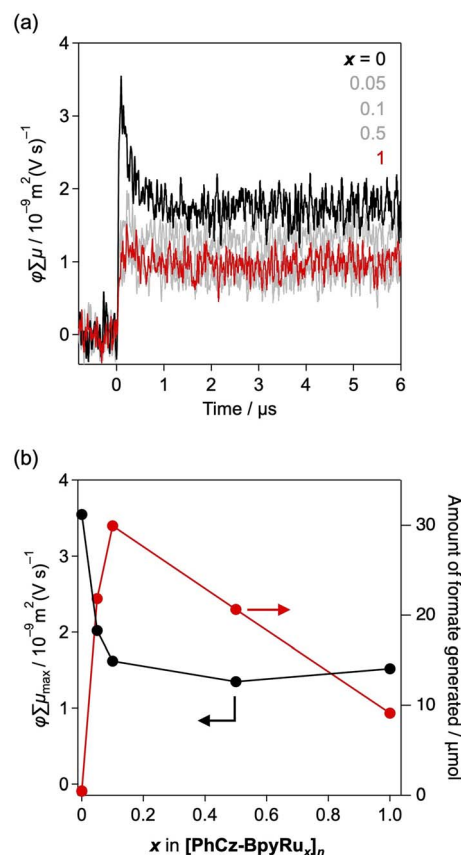 (a)
4
3
2
1
0
φ∑μ / 10⁻⁹ m² (V s)⁻¹
x = 0
0.05
0.1
0.5
1
0 1 2 3 4 5 6
Time / μs
(b)
4
3
2
1
0
φ∑μmax / 10⁻⁹ m² (V s)⁻¹
30
20
10
0
Amount of formate generated / μmol
0 0.2 0.4 0.6 0.8 1.0
x in [PhCz-BpyRux]n